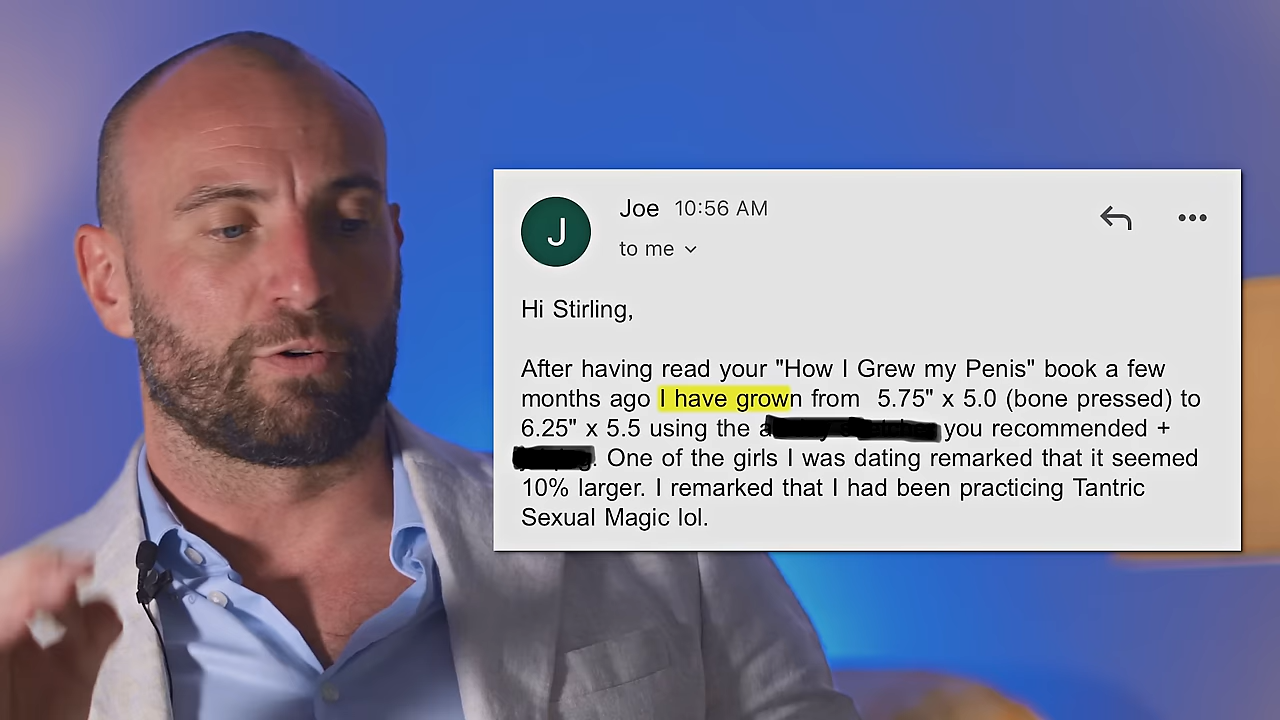 J
Joe 10:56 AM
to me
Hi Stirling,
After having read your "How I Grew my Penis" book a few
months ago I have grown from 5.75" x 5.0 (bone pressed) to
6.25" x 5.5 using the you recommended +
. One of the girls I was dating remarked that it seemed
10% larger. I remarked that I had been practicing Tantric
Sexual Magic lol.